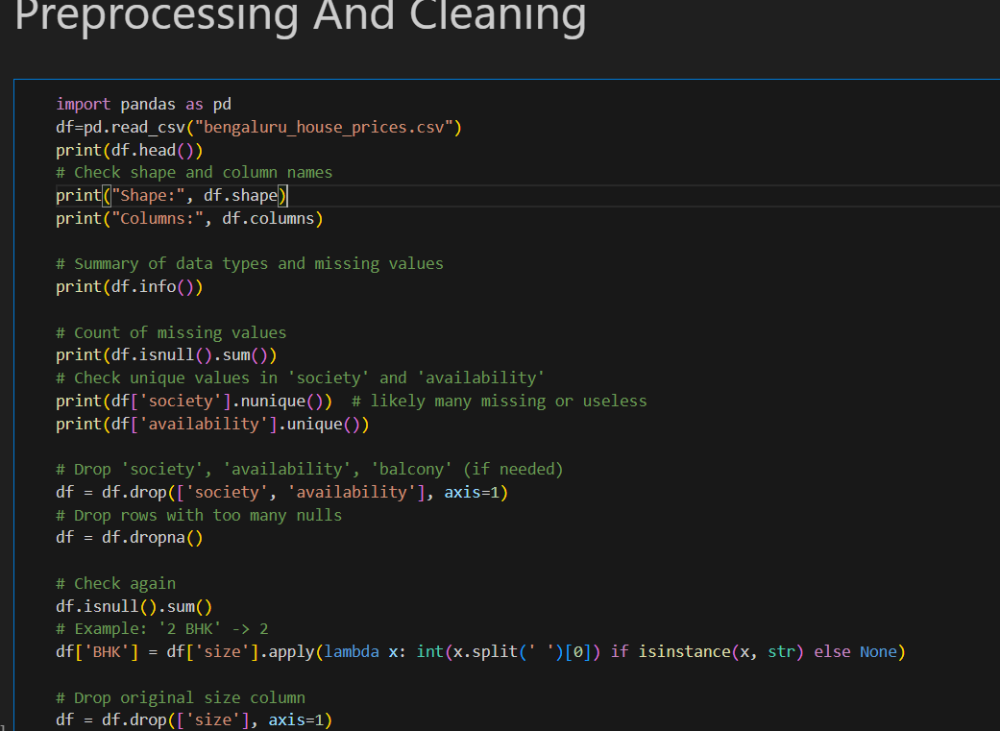 Preprocessing And Cleaning
import pandas as pd
df=pd.read_csv("bengaluru_house_prices.csv")
print(df.head())
# Check shape and column names
print("Shape:", df.shape)
print("Columns:", df.columns)
# Summary of data types and missing values
print(df.info())
# Count of missing values
print(df.isnull().sum())
# Check unique values in 'society' and 'availability'
print(df['society'].nunique())  # likely many missing or useless
print(df['availability'].unique())
# Drop 'society', 'availability', 'balcony' (if needed)
df = df.drop(['society', 'availability'], axis=1)
# Drop rows with too many nulls
df = df.dropna()
# Check again
df.isnull().sum()
# Example: '2 BHK' -> 2
df['BHK'] = df['size'].apply(lambda x: int(x.split(' ')[0]) if isinstance(x, str) else None)
# Drop original size column
df = df.drop(['size'], axis=1)